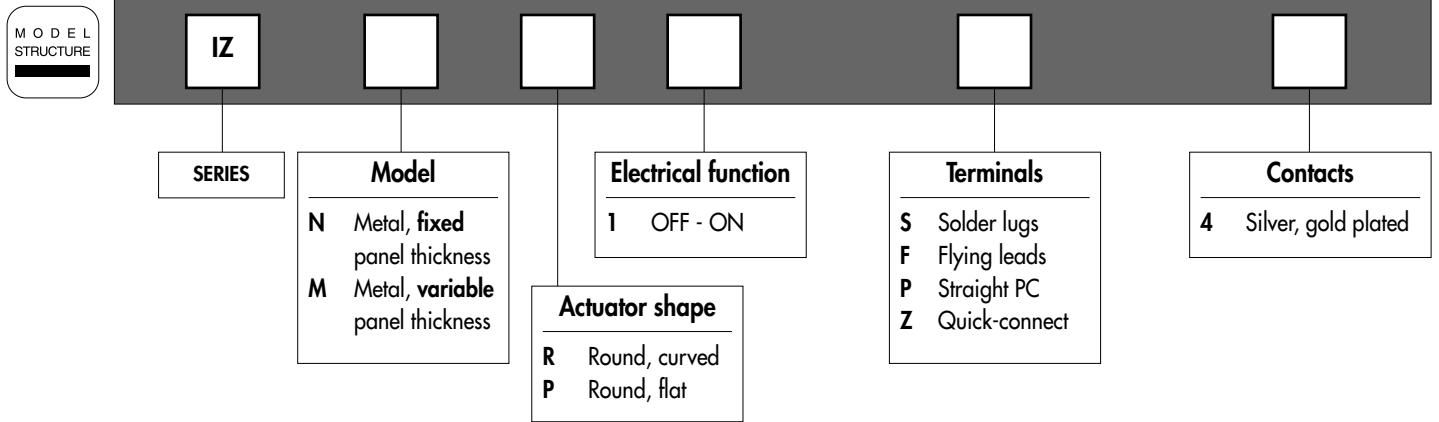 M O D E L
STRUCTURE
IZ
SERIES
Model
N Metal, fixed
panel thickness
M Metal, variable
panel thickness
Actuator shape
R Round, curved
P Round, flat
Electrical function
1 OFF - ON
Terminals
S Solder lugs
F Flying leads
P Straight PC
Z Quick-connect
Contacts
4 Silver, gold plated